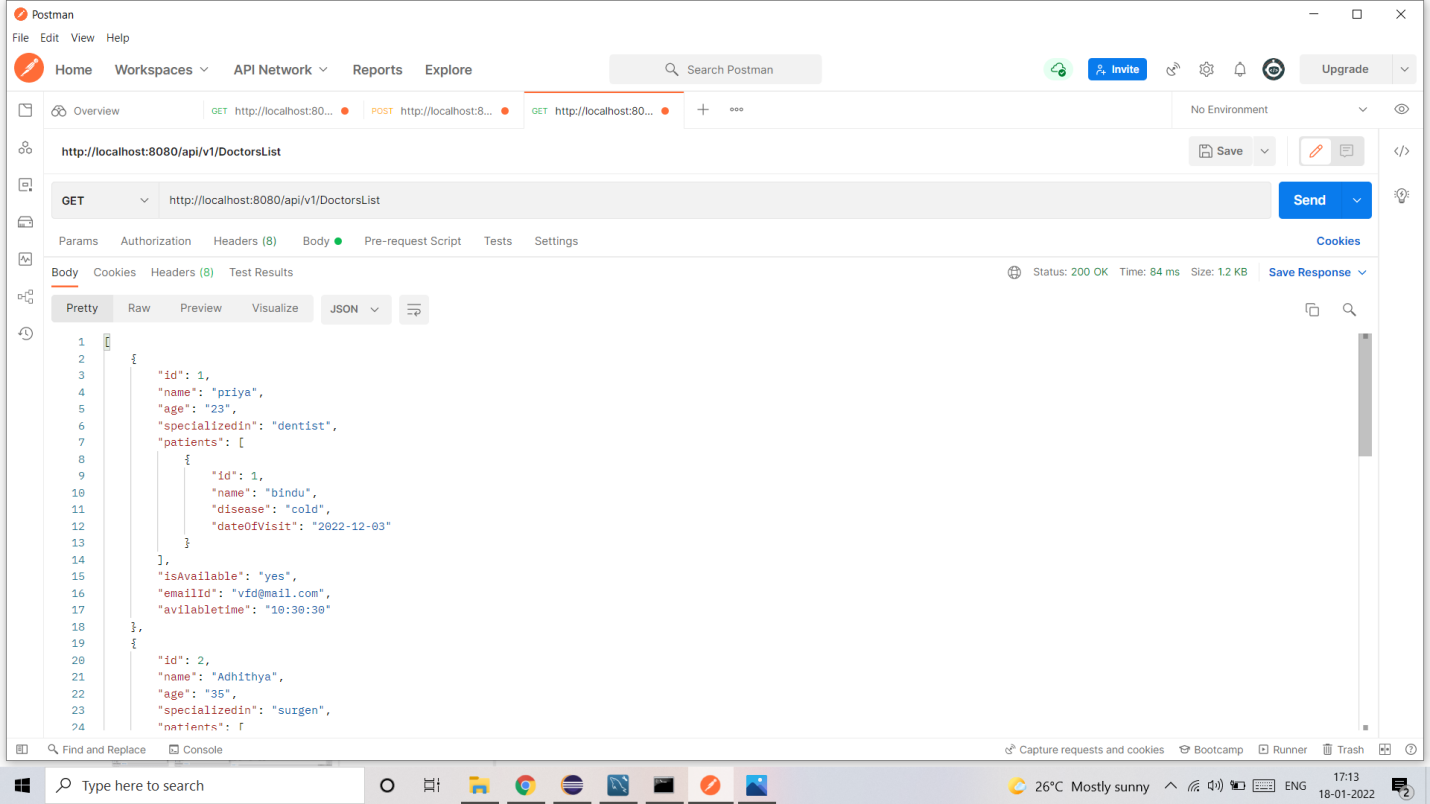 Postman
File Edit View Help
Home Workspaces API Network Reports Explore Search Postman Invite Upgrade
Overview GET http://localhost:80... POST http://localhost:8... GET http://localhost:80... No Environment
http://localhost:8080/api/v1/DoctorsList Save
GET http://localhost:8080/api/v1/DoctorsList Send
Params Authorization Headers (8) Body Pre-request Script Tests Settings Cookies
Body Cookies Headers (8) Test Results Status: 200 OK Time: 84 ms Size: 1.2 KB Save Response
Pretty Raw Preview Visualize JSON
1 [
2 {
3 "id": 1,
4 "name": "priya",
5 "age": "23",
6 "specializedin": "dentist",
7 "patients": [
8 {
9 "id": 1,
10 "name": "bindu",
11 "disease": "cold",
12 "dateOfVisit": "2022-12-03"
13 }
14 ],
15 "isAvailable": "yes",
16 "emailId": "vfd@mail.com",
17 "avilabletime": "10:30:30"
18 },
19 {
20 "id": 2,
21 "name": "Adhithya",
22 "age": "35",
23 "specializedin": "surgen",
24 "patients": [
Find and Replace Console Capture requests and cookies Bootcamp Runner Trash
Type here to search 26°C Mostly sunny ENG 17:13
18-01-2022 2